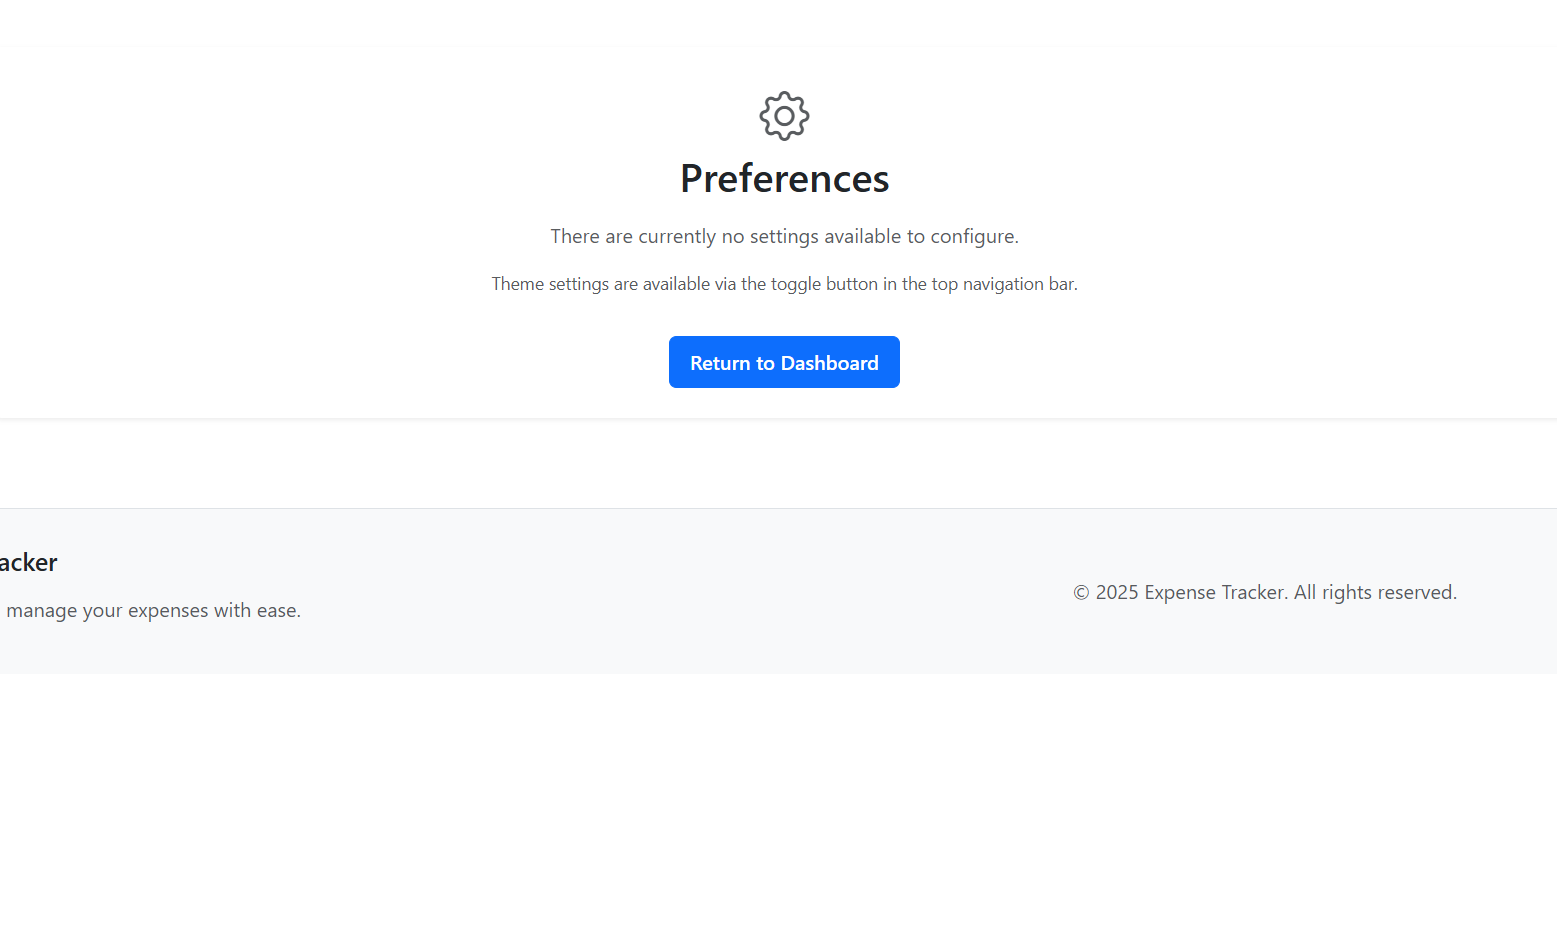 Preferences
There are currently no settings available to configure.
Theme settings are available via the toggle button in the top navigation bar.
Return to Dashboard
acker
manage your expenses with ease.
© 2025 Expense Tracker. All rights reserved.